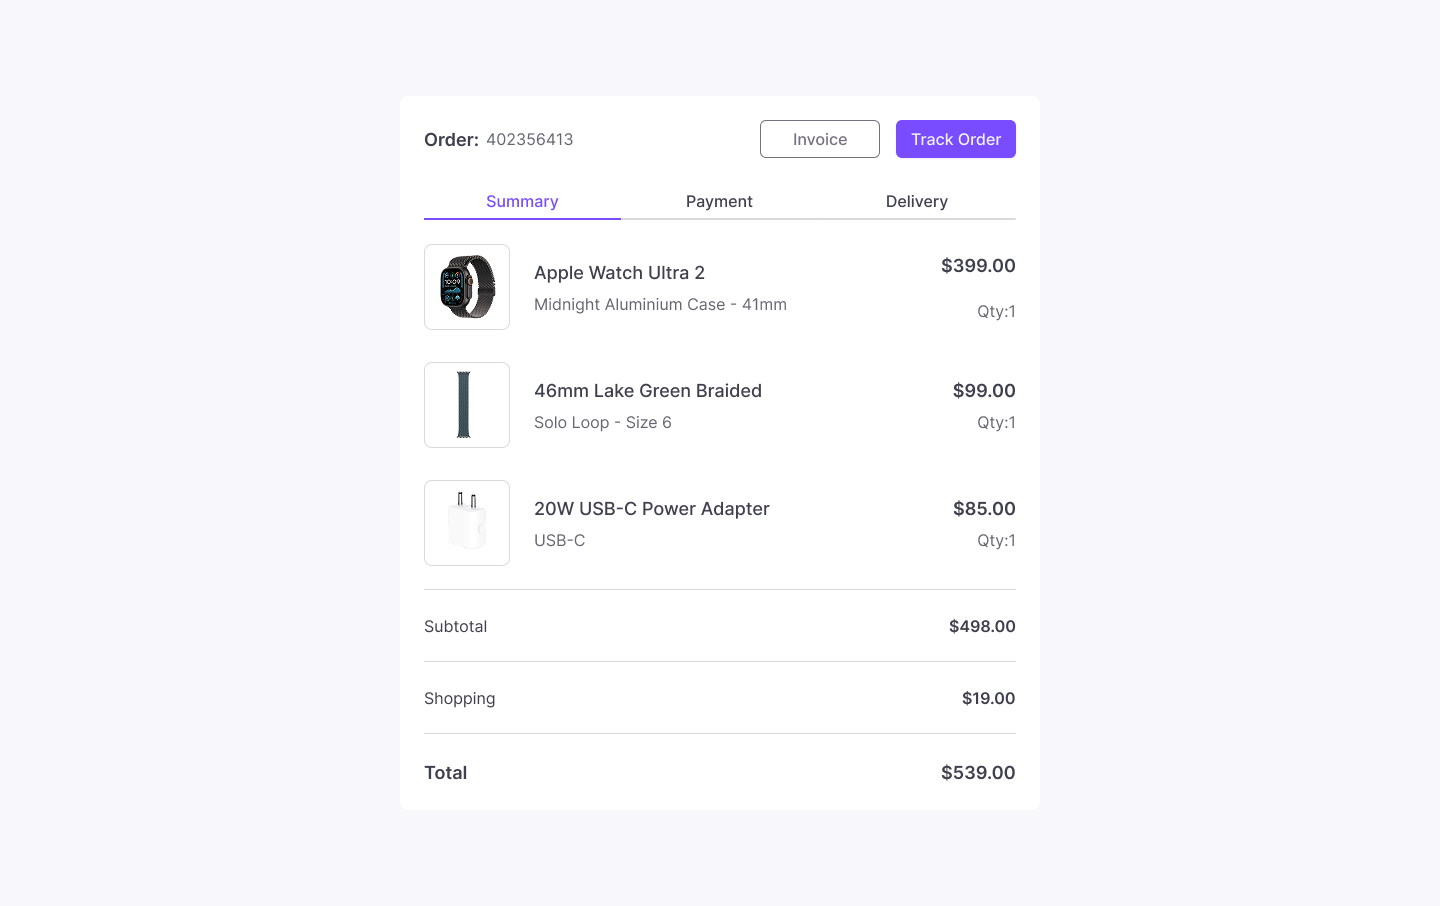 Order: 402356413
Invoice
Track Order
Summary
Payment
Delivery
10:09
Apple Watch Ultra 2
Midnight Aluminium Case - 41mm
$399.00
Qty:1
46mm Lake Green Braided
Solo Loop - Size 6
$99.00
Qty:1
20W USB-C Power Adapter
USB-C
$85.00
Qty:1
Subtotal
$498.00
Shopping
$19.00
Total
$539.00